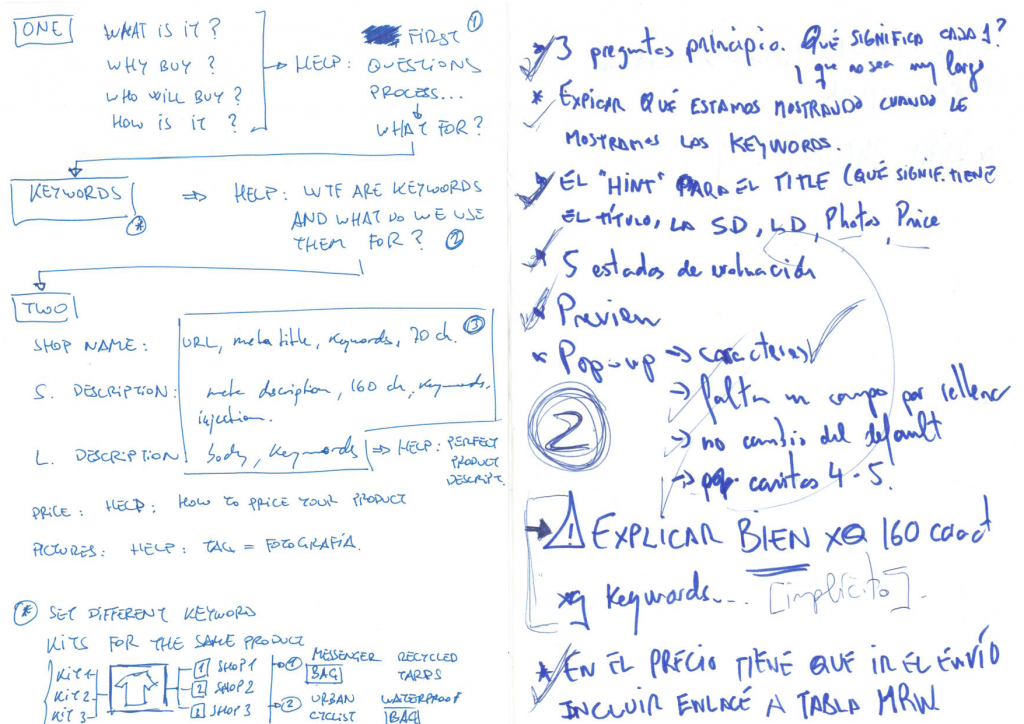 ONE
WHAT IS IT?
WHY BUY?
WHO WILL BUY?
HOW IS IT?
HELP: FIRST 1
QUESTIONS
PROCESS...
WHAT FOR?
KEYWORDS *
⇒ HELP: WTF ARE KEYWORDS
AND WHAT DO WE USE
THEM FOR? 2
TWO
SHOP NAME: URL, meta title, keywords, 70 ch. 3
S. DESCRIPTION: meta description, 160 ch, keywords,
injection.
L. DESCRIPTION: body, keywords ⇒ HELP: PERFECT
PRODUCT
DESCRIPT.
PRICE: HELP: HOW TO PRICE YOUR PRODUCT
PICTURES: HELP: TAG = FOTOGRAFÍA.
* SET DIFFERENT KEYWORD
KITS FOR THE SAME PRODUCT
KIT 1
KIT 2
KIT 3
1 SHOP 1
2 SHOP 2
3 SHOP 3
1 MESSENGER BAG RECYCLED TARPS
2 URBAN CYCLIST WATERPROOF BAG
* 3 preguntas principio. QUÉ SIGNIFICA CADA 1?
y que no sea muy largo
* EXPICAR QUÉ ESTAMOS MOSTRANDO CUANDO LE
MOSTRAMOS LAS KEYWORDS.
* EL "HINT" PARA EL TITLE (QUÉ SIGNIF. TIENE
EL TÍTULO, LA SD, LD, Photos, Price
* 5 estados de evaluación
* Preview
* Pop-up → caracteres
→ falta un campo por rellenar
→ no cambio del default
→ caritas 4-5.
2
! EXPLICAR BIEN XQ 160 caract
xq keywords... [implícito].
* EN EL PRECIO TIENE QUE IR EL ENVÍO
INCLUIR ENLACE A TABLA MRW